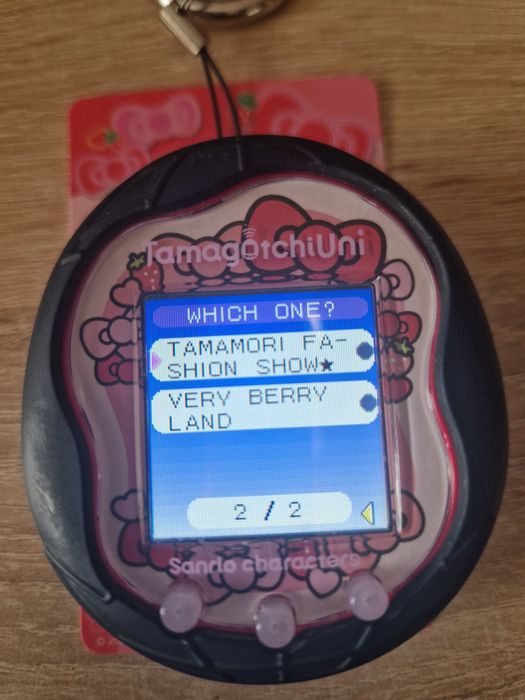 TamagotchiUni
WHICH ONE?
TAMAMORI FA-
SHION SHOW★
VERY BERRY
LAND
2 / 2
Sanrio characters